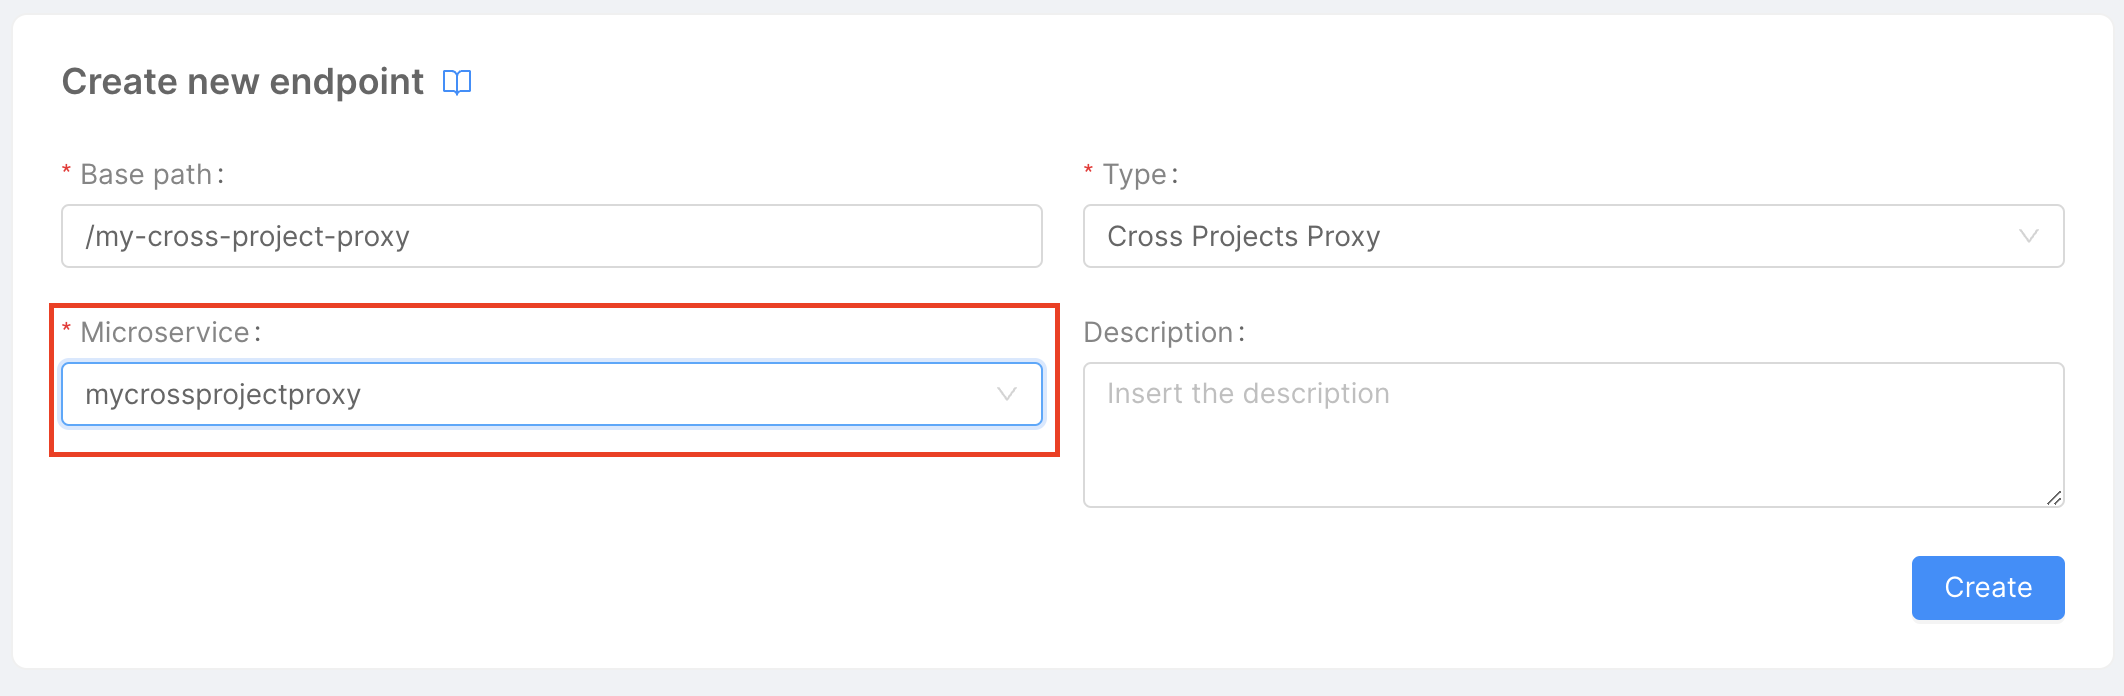 Create new endpoint
* Base path:
/my-cross-project-proxy
* Type:
Cross Projects Proxy
* Microservice:
mycrossprojectproxy
Description:
Insert the description
Create